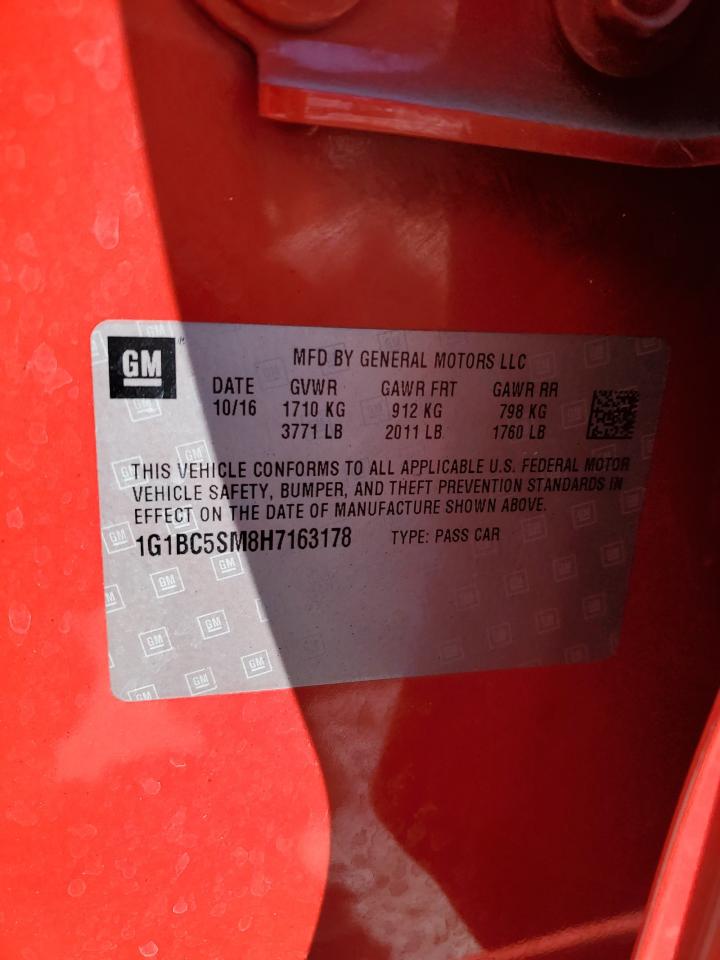 GM
MFD BY GENERAL MOTORS LLC
DATE GVWR GAWR FRT GAWR RR
10/16 1710 KG 912 KG 798 KG
3771 LB 2011 LB 1760 LB
THIS VEHICLE CONFORMS TO ALL APPLICABLE U.S. FEDERAL MOTOR
VEHICLE SAFETY, BUMPER, AND THEFT PREVENTION STANDARDS IN
EFFECT ON THE DATE OF MANUFACTURE SHOWN ABOVE.
1G1BC5SM8H7163178 TYPE: PASS CAR